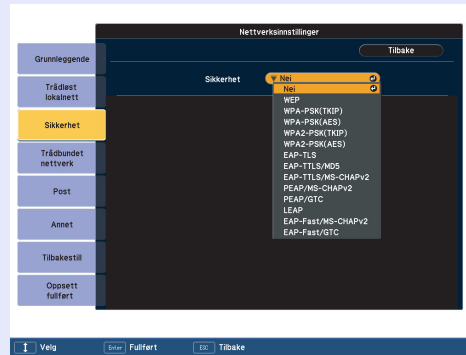 Nettverksinnstillinger
Tilbake
Grunnleggende
Trådløst
lokalnett
Sikkerhet
Trådbundet
nettverk
Post
Annet
Tilbakestill
Oppsett
fullført
Sikkerhet
Nei
Nei
WEP
WPA-PSK(TKIP)
WPA-PSK(AES)
WPA2-PSK(TKIP)
WPA2-PSK(AES)
EAP-TLS
EAP-TTLS/MD5
EAP-TTLS/MS-CHAPv2
PEAP/MS-CHAPv2
PEAP/GTC
LEAP
EAP-Fast/MS-CHAPv2
EAP-Fast/GTC
Velg Enter Fullført ESC Tilbake